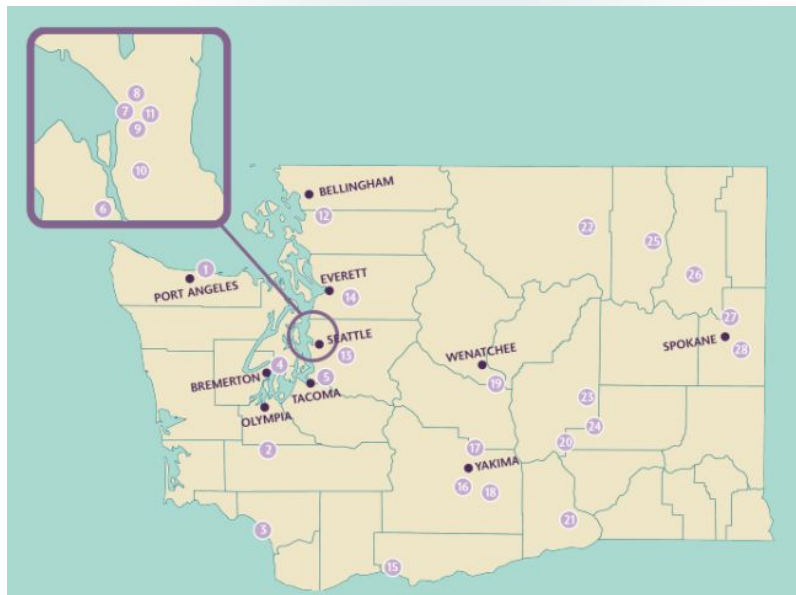 8
7
11
9
10
6
BELLINGHAM
12
22
25
1
PORT ANGELES
EVERETT
14
26
27
SEATTLE
13
WENATCHEE
SPOKANE
28
4
BREMERTON
5
TACOMA
19
OLYMPIA
23
24
2
17
20
YAKIMA
16
18
3
21
15